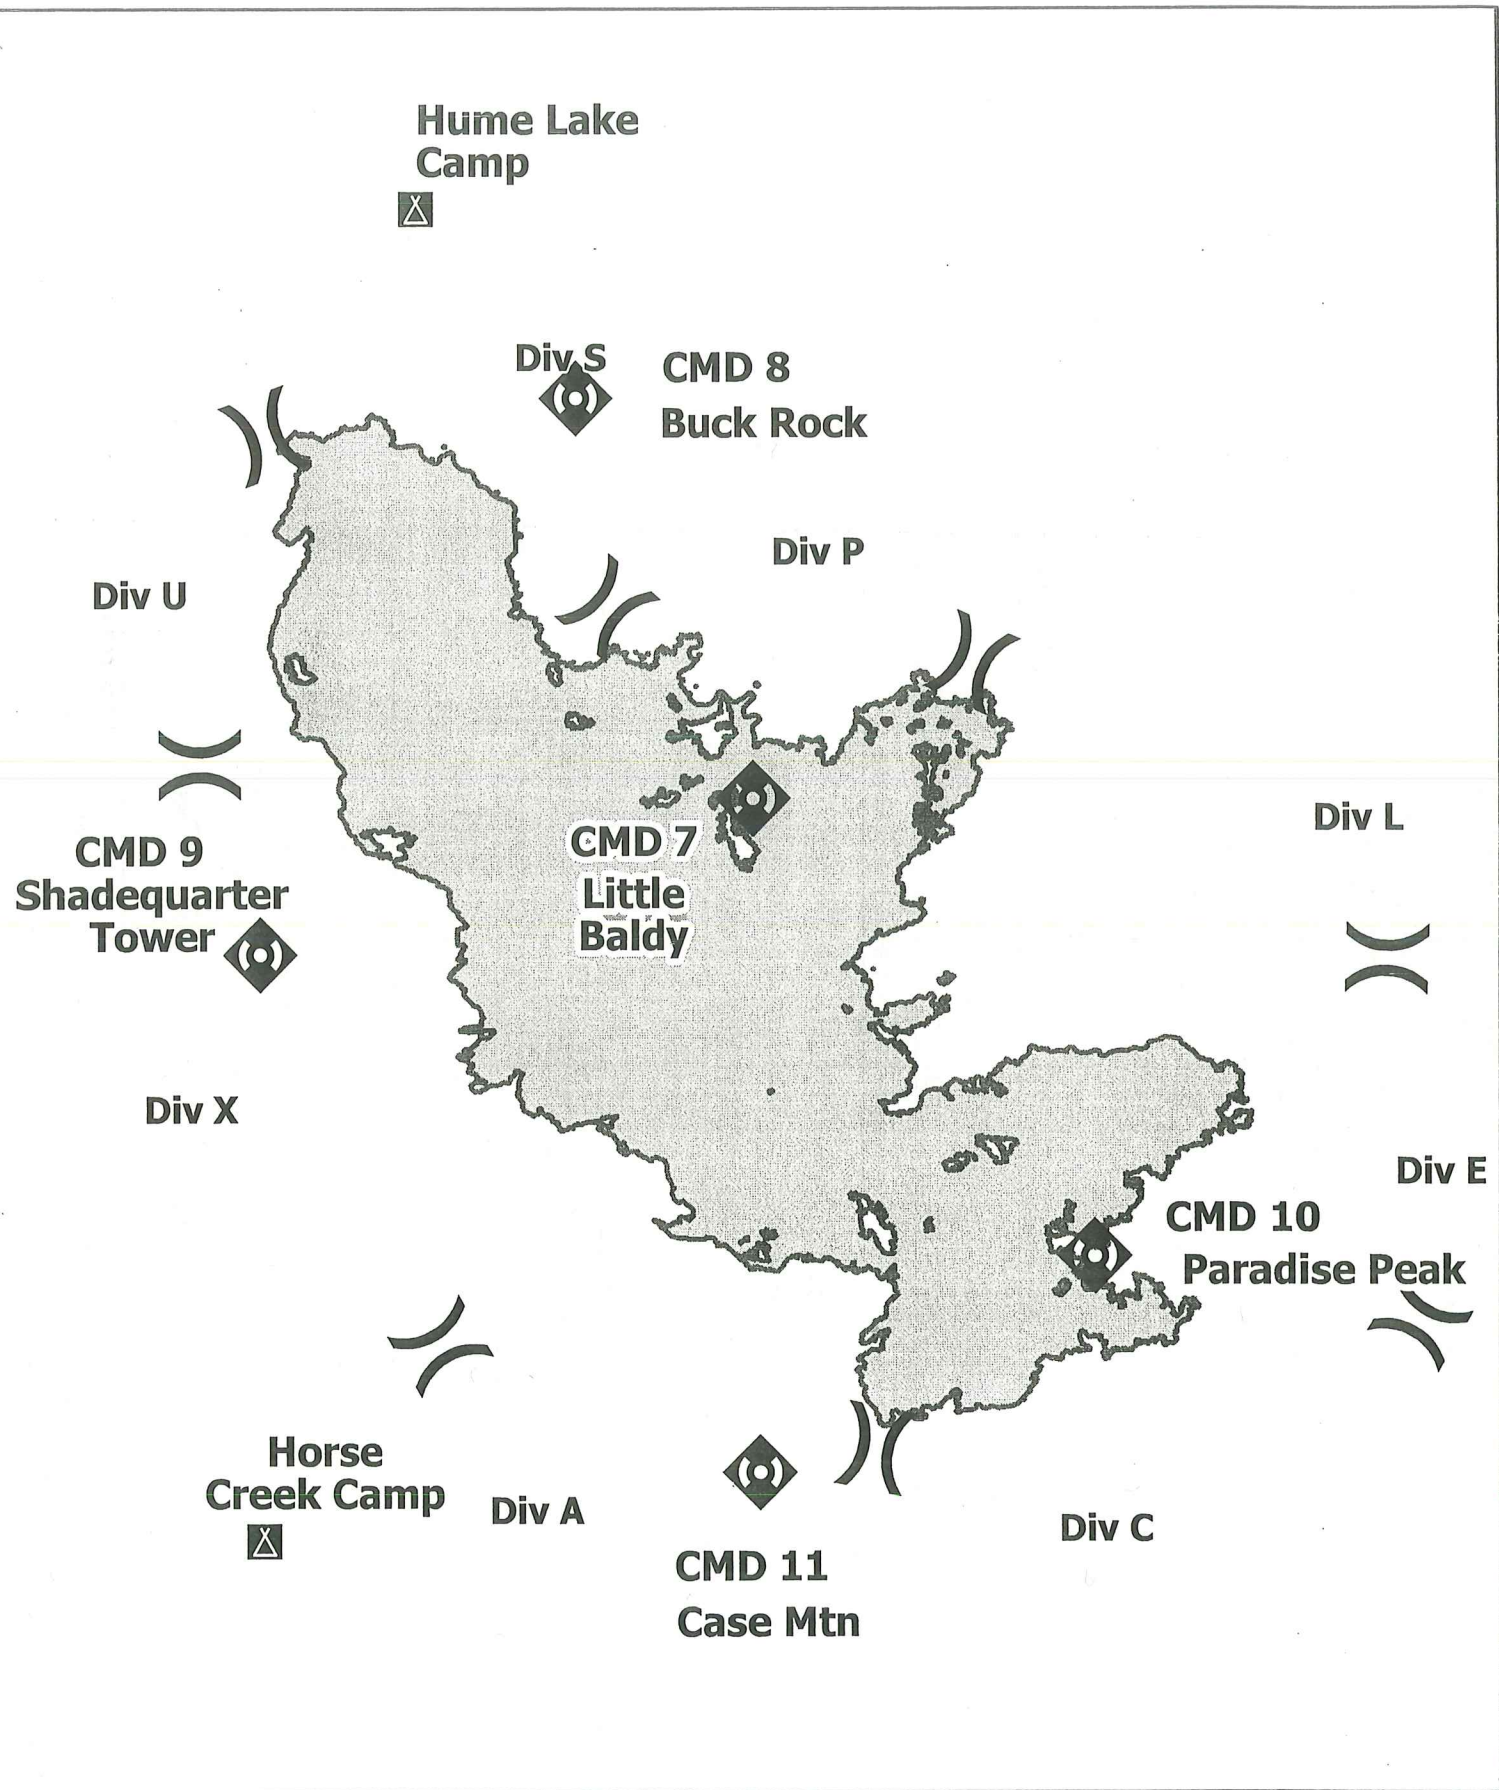 Hume Lake
Camp
Div S
CMD 8
Buck Rock
Div P
Div U
Div L
CMD 9
Shadequarter
Tower
CMD 7
Little
Baldy
Div X
Div E
CMD 10
Paradise Peak
Horse
Creek Camp
Div A
CMD 11
Case Mtn
Div C